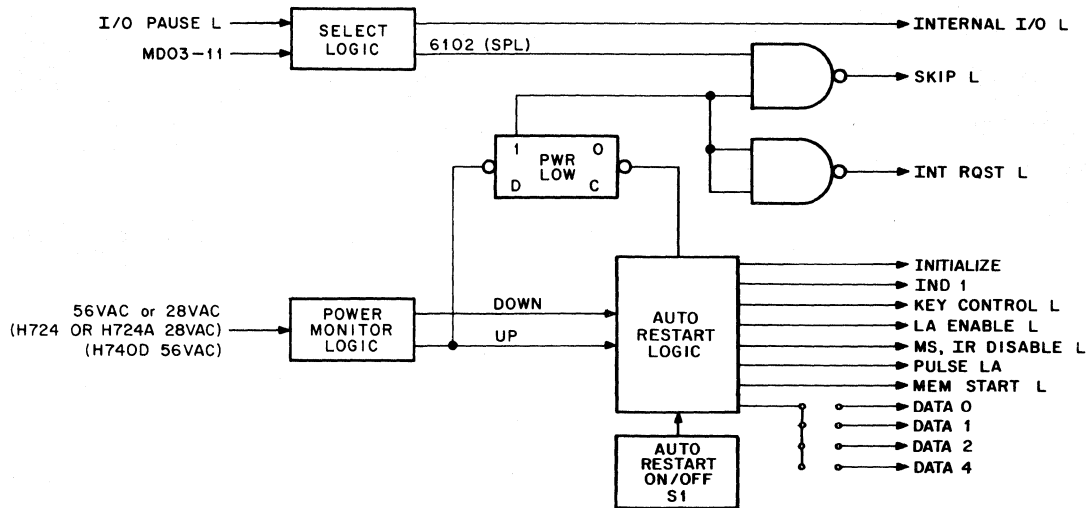 I/O PAUSE L
MD03-11
SELECT
LOGIC
INTERNAL I/O L
6102 (SPL)
SKIP L
1 0
PWR
LOW
D C
INT RQST L
56VAC or 28VAC
(H724 OR H724A 28VAC)
(H740D 56VAC)
POWER
MONITOR
LOGIC
DOWN
UP
AUTO
RESTART
LOGIC
INITIALIZE
IND 1
KEY CONTROL L
LA ENABLE L
MS, IR DISABLE L
PULSE LA
MEM START L
DATA 0
DATA 1
DATA 2
DATA 4
AUTO
RESTART
ON/OFF
S1